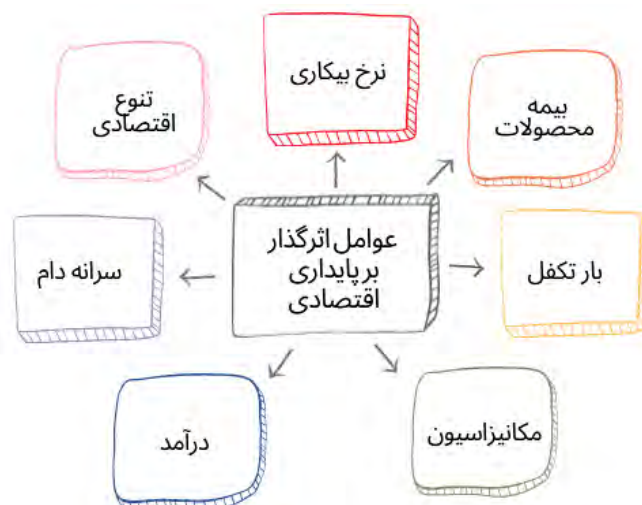 نرخ بیکاری
بیمه
محصولات
تنوع
اقتصادی
عوامل اثرگذار
بر پایداری
اقتصادی
بار تکفل
سرانه دام
مکانیزاسیون
درآمد